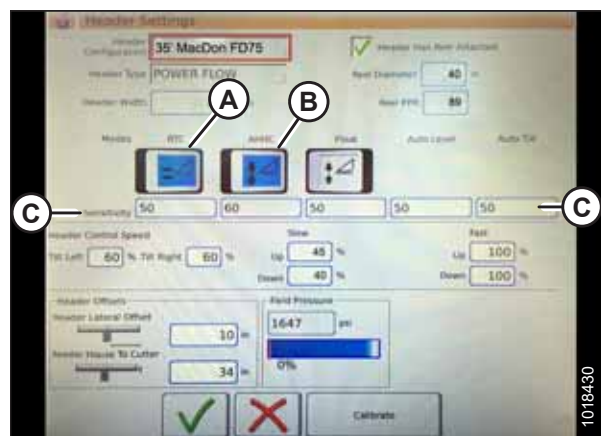 Header Settings
Header Configuration 35' MacDon FD75 Header Has Reel Attached
Header Type POWER FLOW Reel Diameter 40 in
Header Width Reel PPR 89
A B
Modes RTC AHHC Float Auto Level Auto Tilt
C Sensitivity 50 60 50 50 50 C
Header Control Speed Slow Fast
Tilt Left 60 % Tilt Right 60 % Up 45 % Up 100 %
Down 40 % Down 100 %
Header Offsets Field Pressure
Header Lateral Offset 1647 psi
10 in
Feeder House To Cutter 0%
34 in
Calibrate
1018430